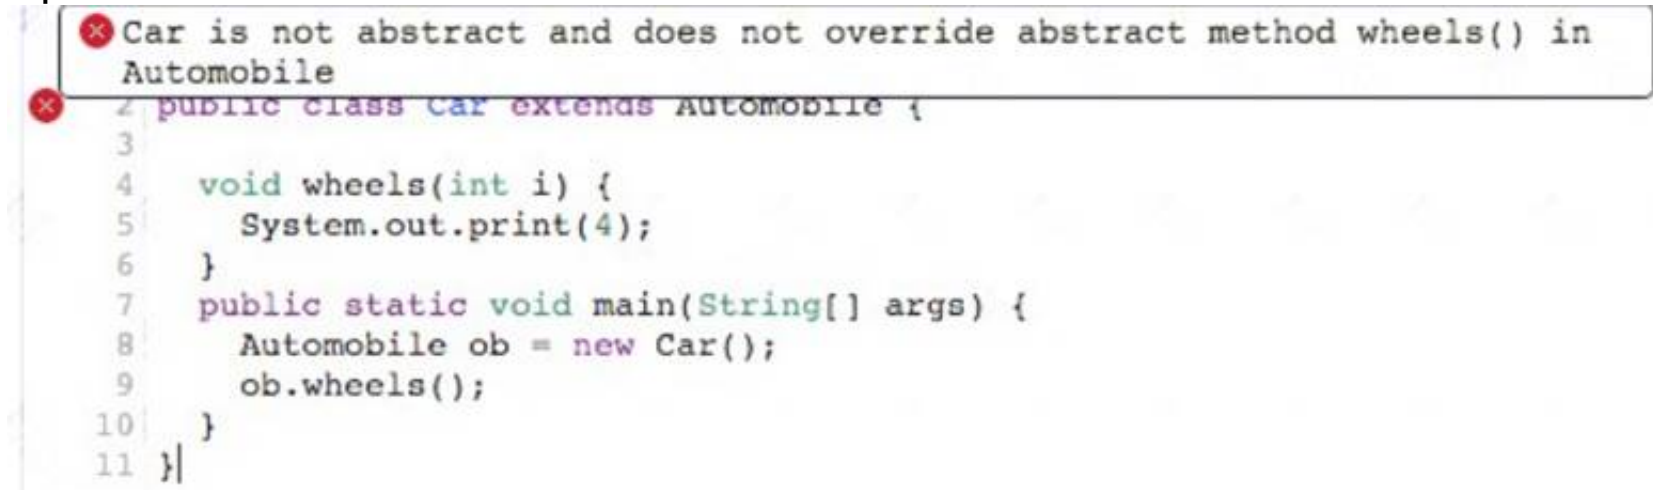 Car is not abstract and does not override abstract method wheels() in
Automobile
2 public class Car extends Automobile {
3
4 void wheels(int i) {
5 System.out.print(4);
6 }
7 public static void main(String[] args) {
8 Automobile ob = new Car();
9 ob.wheels();
10 }
11 }